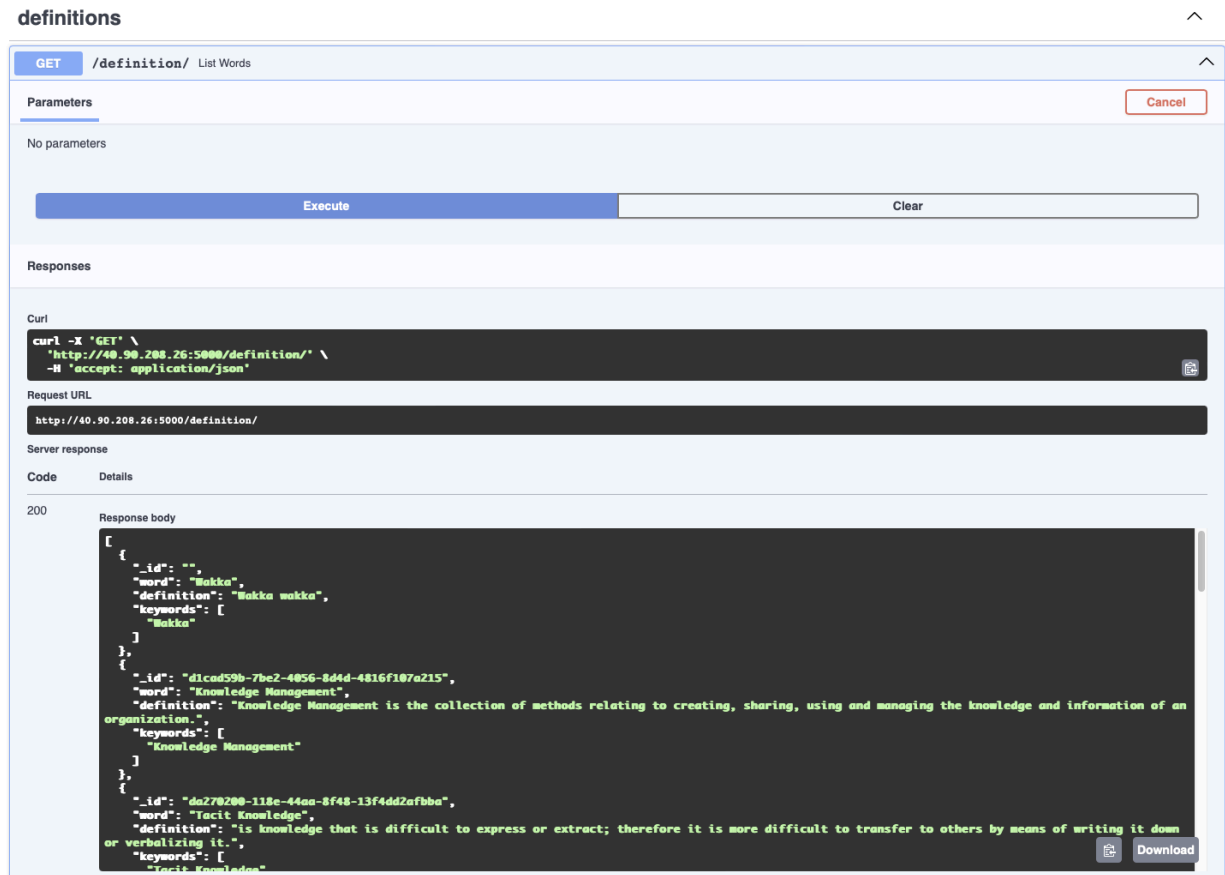 definitions
GET /definition/ List Words
Parameters
Cancel
No parameters
Execute
Clear
Responses
Curl
curl -X 'GET' \
  'http://40.90.208.26:5000/definition/' \
  -H 'accept: application/json'
Request URL
http://40.90.208.26:5000/definition/
Server response
Code Details
200
Response body
[
  {
    "_id": "",
    "word": "Wakka",
    "definition": "Wakka wakka",
    "keywords": [
      "Wakka"
    ]
  },
  {
    "_id": "d1cad59b-7be2-4056-8d4d-4816f107a215",
    "word": "Knowledge Management",
    "definition": "Knowledge Management is the collection of methods relating to creating, sharing, using and managing the knowledge and information of an
organization.",
    "keywords": [
      "Knowledge Management"
    ]
  },
  {
    "_id": "da270200-118e-44aa-8f48-13f4dd2afbba",
    "word": "Tacit Knowledge",
    "definition": "is knowledge that is difficult to express or extract; therefore it is more difficult to transfer to others by means of writing it down
or verbalizing it.",
    "keywords": [
      "Tacit Knowledge"
Download